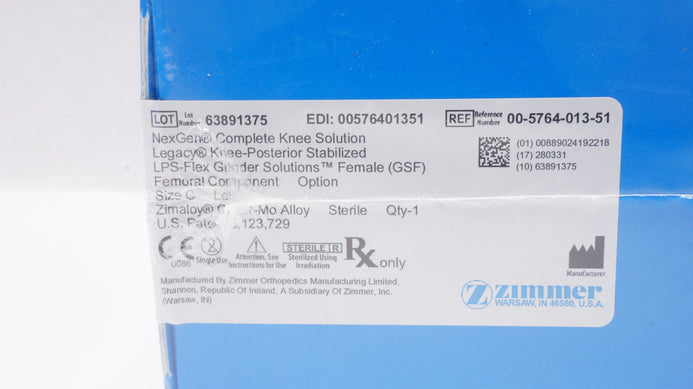 LOT Lot Number 63891375 EDI: 00576401351 REF Reference Number 00-5764-013-51
NexGen® Complete Knee Solution
Legacy® Knee-Posterior Stabilized
LPS-Flex Gender Solutions™ Female (GSF)
Femoral Component Option
Size C
Zimaloy® Alloy Sterile Qty-1
U.S. 123,729
(01) 00889024192218
(17) 280331
(10) 63891375
CE 0086
2 Single Use
Attention, See Instructions for Use
STERILE R
Sterilized Using Irradiation
Rx only
Manufacturer
Manufactured By Zimmer Orthopedics Manufacturing Limited,
Shannon, Republic Of Ireland, A Subsidiary Of Zimmer, Inc.
(Warsaw, IN)
Z zimmer
WARSAW, IN 46580, U.S.A.